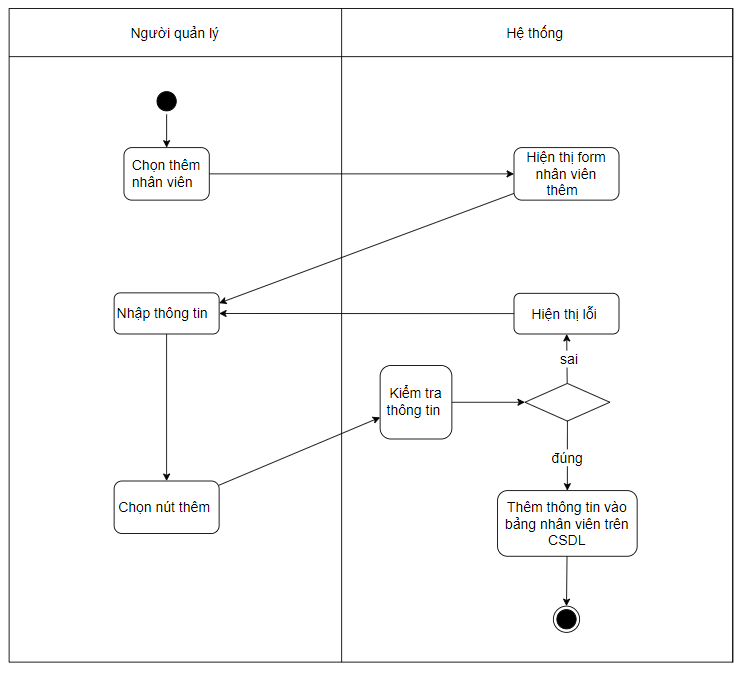 Người quản lý
Hệ thống
Chọn thêm
nhân viên
Hiện thị form
nhân viên
thêm
Nhập thông tin
Hiện thị lỗi
sai
Kiểm tra
thông tin
đúng
Chọn nút thêm
Thêm thông tin vào
bảng nhân viên trên
CSDL